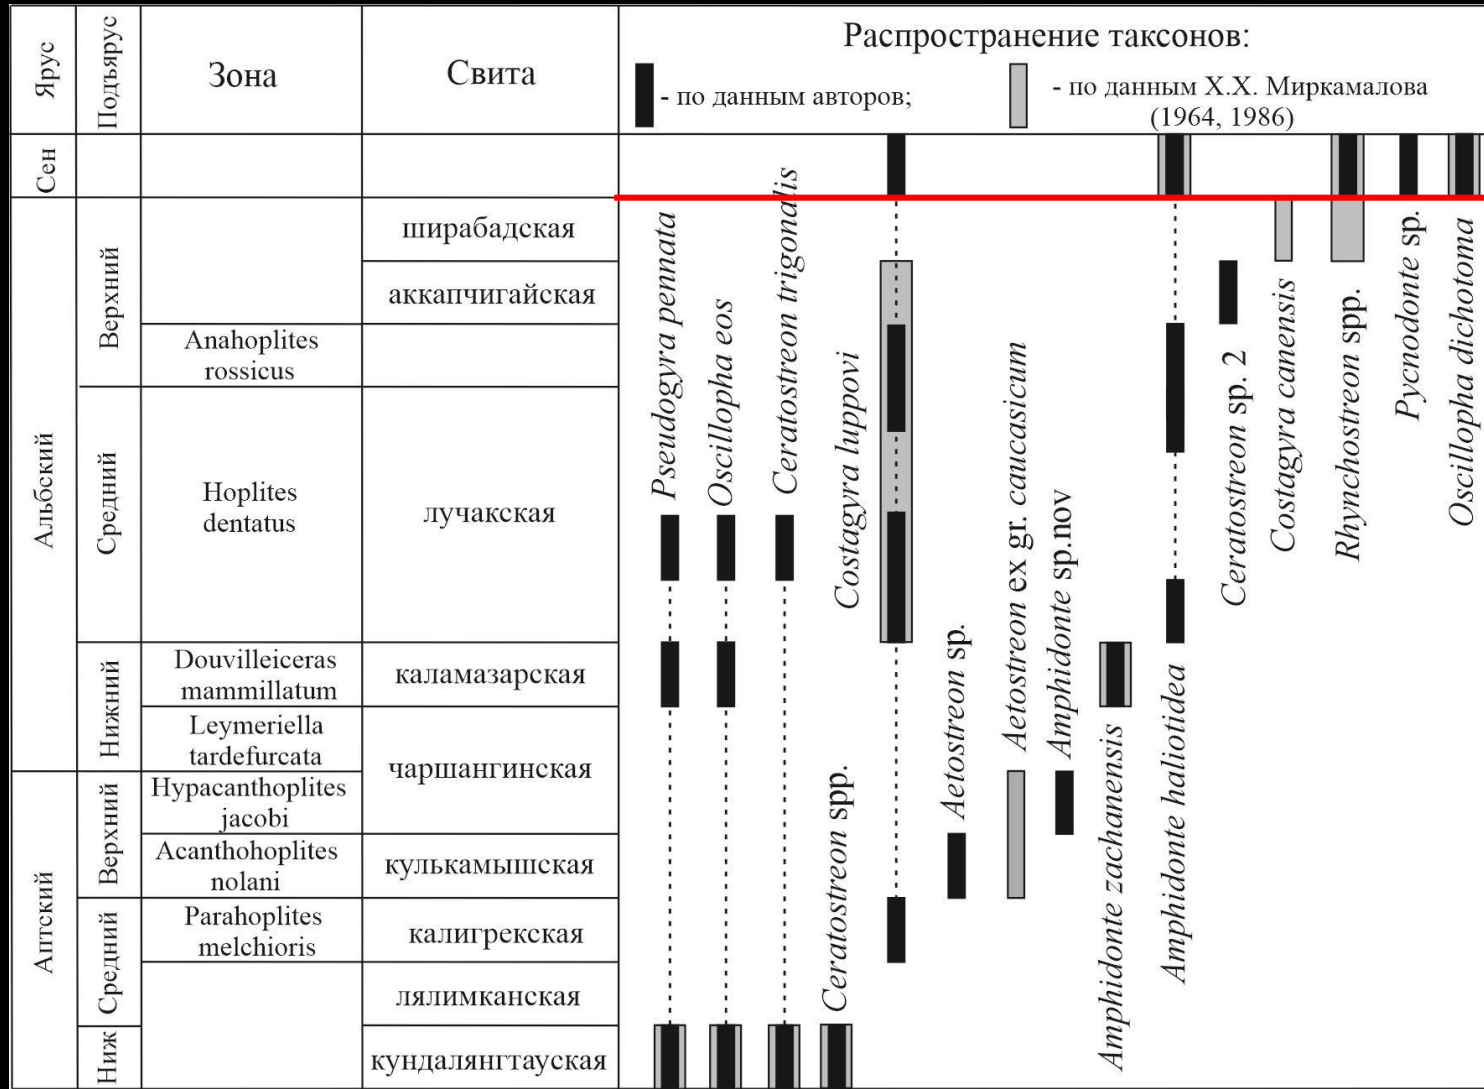 Ярус
Подъярус
Зона
Свита
Распространение таксонов:
- по данным авторов;
- по данным Х.Х. Миркамалова
(1964, 1986)
Сен
Альбский
Аптский
Верхний
Средний
Нижний
Верхний
Средний
Ниж
Anahoplites
rossicus
Hoplites
dentatus
Douvilleiceras
mammillatum
Leymeriella
tardefurcata
Hypacanthoplites
jacobi
Acanthohoplites
nolani
Parahoplites
melchioris
ширабадская
аккапчигайская
лучакская
каламазарская
чаршангинская
кулькамышская
калигрекская
лялимканская
кундалянгтауская
Pseudogyra pennata
Oscillopha eos
Ceratostreon trigonalis
Ceratostreon spp.
Costagyra luppovi
Aetostreon sp.
Aetostreon ex gr. caucasicum
Amphidonte sp.nov
Amphidonte zachanensis
Amphidonte haliotidea
Ceratostreon sp. 2
Costagyra canensis
Rhynchostreon spp.
Pycnodonte sp.
Oscillopha dichotoma